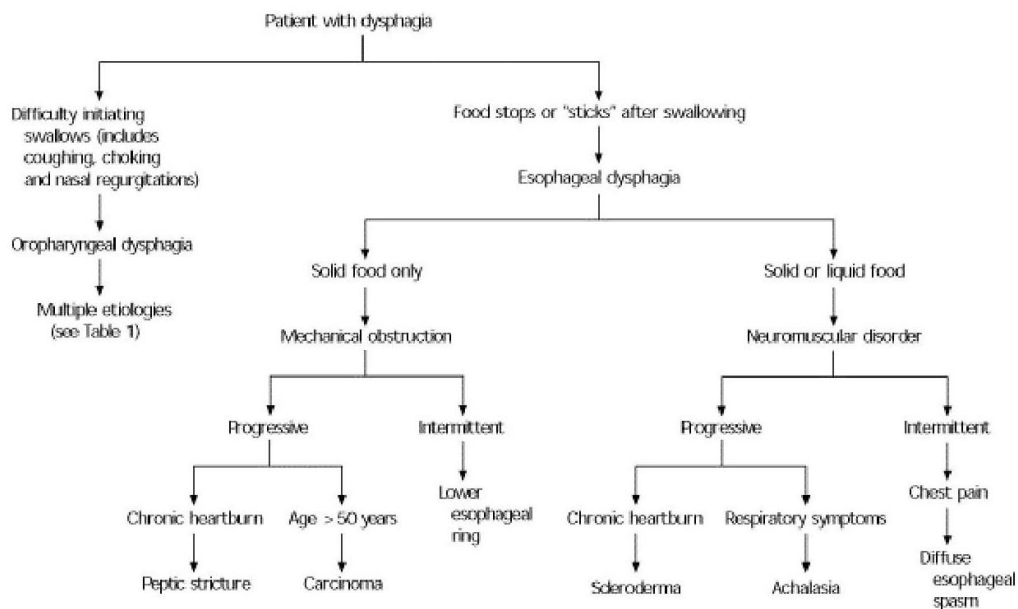 Patient with dysphagia
Difficulty initiating
swallows (includes
coughing, choking
and nasal regurgitations)
Food stops or "sticks" after swallowing
Esophageal dysphagia
Oropharyngeal dysphagia
Solid food only
Solid or liquid food
Multiple etiologies
(see Table 1)
Mechanical obstruction
Neuromuscular disorder
Progressive
Intermittent
Progressive
Intermittent
Chronic heartburn
Age > 50 years
Lower
esophageal
ring
Chronic heartburn
Respiratory symptoms
Chest pain
Peptic stricture
Carcinoma
Scleroderma
Achalasia
Diffuse
esophageal
spasm